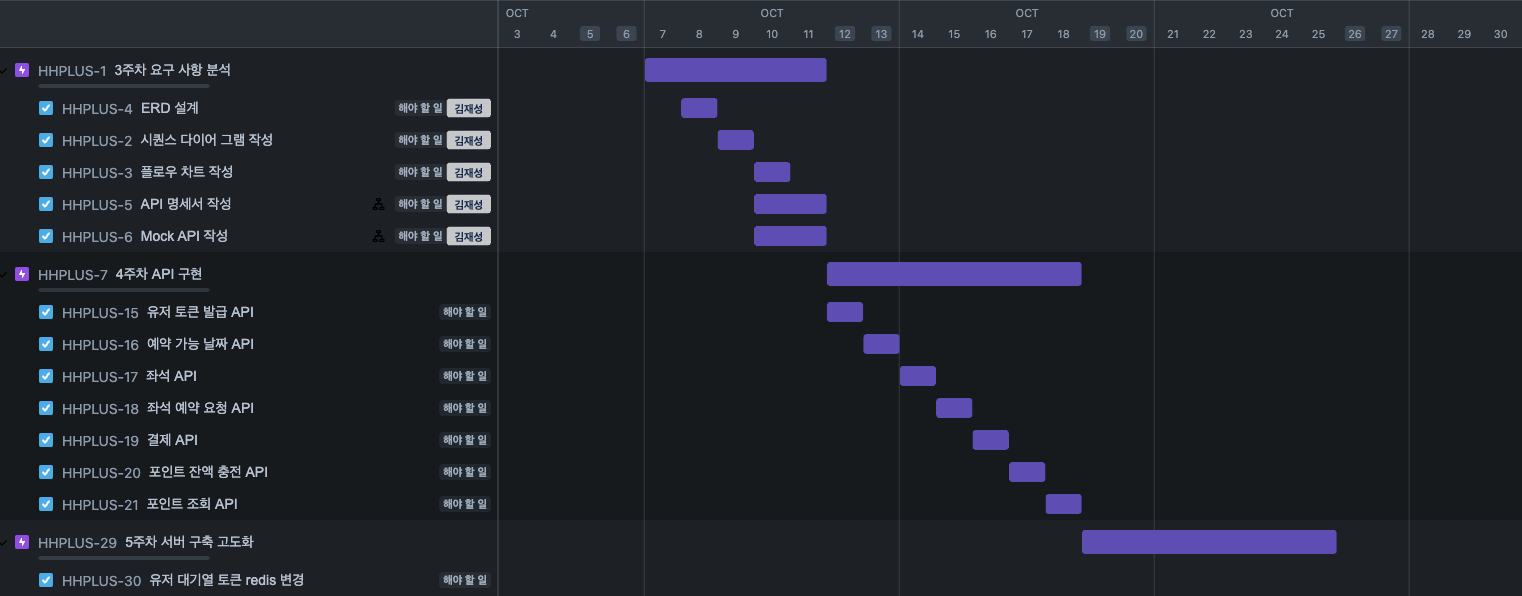 OCT OCT OCT OCT
3 4 5 6 7 8 9 10 11 12 13 14 15 16 17 18 19 20 21 22 23 24 25 26 27 28 29 30
HHPLUS-1 3주차 요구 사항 분석
HHPLUS-4 ERD 설계 해야 할 일 김재성
HHPLUS-2 시퀀스 다이어 그램 작성 해야 할 일 김재성
HHPLUS-3 플로우 차트 작성 해야 할 일 김재성
HHPLUS-5 API 명세서 작성 해야 할 일 김재성
HHPLUS-6 Mock API 작성 해야 할 일 김재성
HHPLUS-7 4주차 API 구현
HHPLUS-15 유저 토큰 발급 API 해야 할 일
HHPLUS-16 예약 가능 날짜 API 해야 할 일
HHPLUS-17 좌석 API 해야 할 일
HHPLUS-18 좌석 예약 요청 API 해야 할 일
HHPLUS-19 결제 API 해야 할 일
HHPLUS-20 포인트 잔액 충전 API 해야 할 일
HHPLUS-21 포인트 조회 API 해야 할 일
HHPLUS-29 5주차 서버 구축 고도화
HHPLUS-30 유저 대기열 토큰 redis 변경 해야 할 일